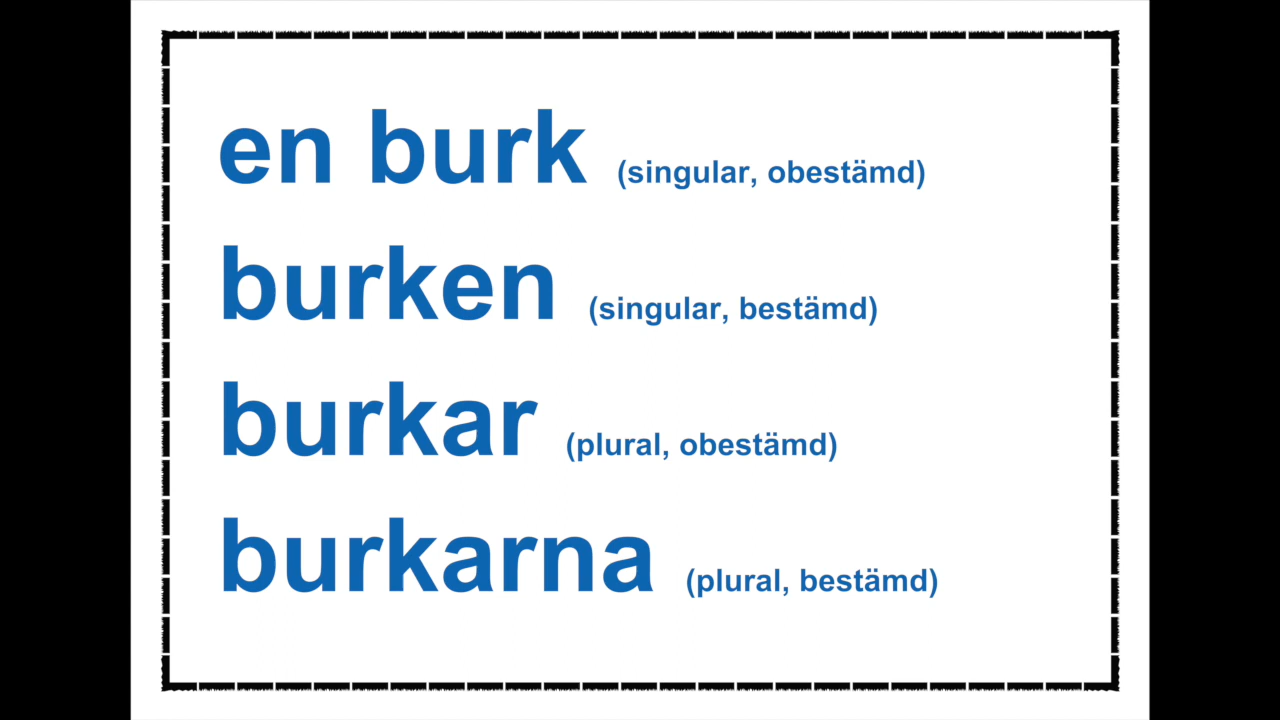 en burk (singular, obestämd)
burken (singular, bestämd)
burkar (plural, obestämd)
burkarna (plural, bestämd)